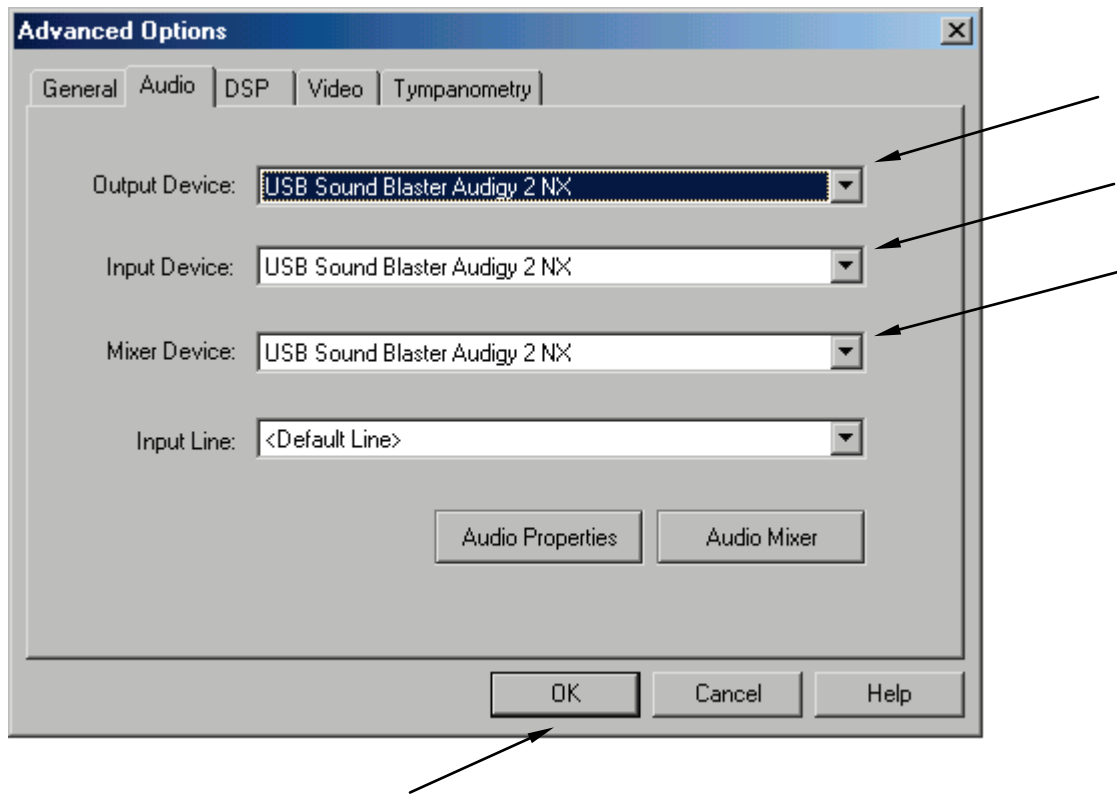 Advanced Options
General Audio DSP Video Tympanometry
Output Device: USB Sound Blaster Audigy 2 NX
Input Device: USB Sound Blaster Audigy 2 NX
Mixer Device: USB Sound Blaster Audigy 2 NX
Input Line: <Default Line>
Audio Properties Audio Mixer
OK Cancel Help